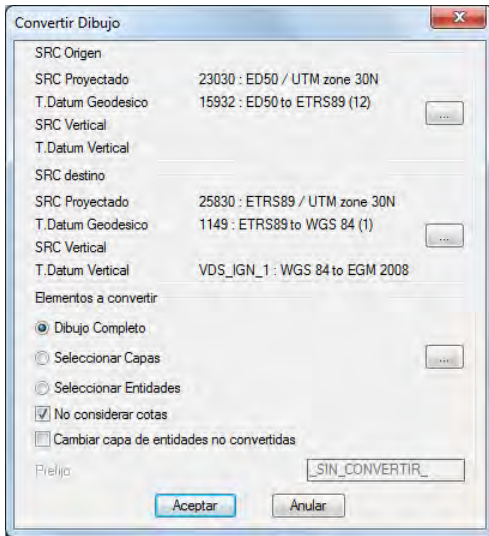 Convertir Dibujo
SRC Origen
SRC Proyectado 23030 : ED50 / UTM zone 30N
T.Datum Geodesico 15932 : ED50 to ETRS89 (12)
...
SRC Vertical
T.Datum Vertical
SRC destino
SRC Proyectado 25830 : ETRS89 / UTM zone 30N
T.Datum Geodesico 1149 : ETRS89 to WGS 84 (1)
...
SRC Vertical
T.Datum Vertical VDS_IGN_1 : WGS 84 to EGM 2008
Elementos a convertir
Dibujo Completo
Seleccionar Capas ...
Seleccionar Entidades
No considerar cotas
Cambiar capa de entidades no convertidas
Prefijo _SIN_CONVERTIR_
Aceptar Anular